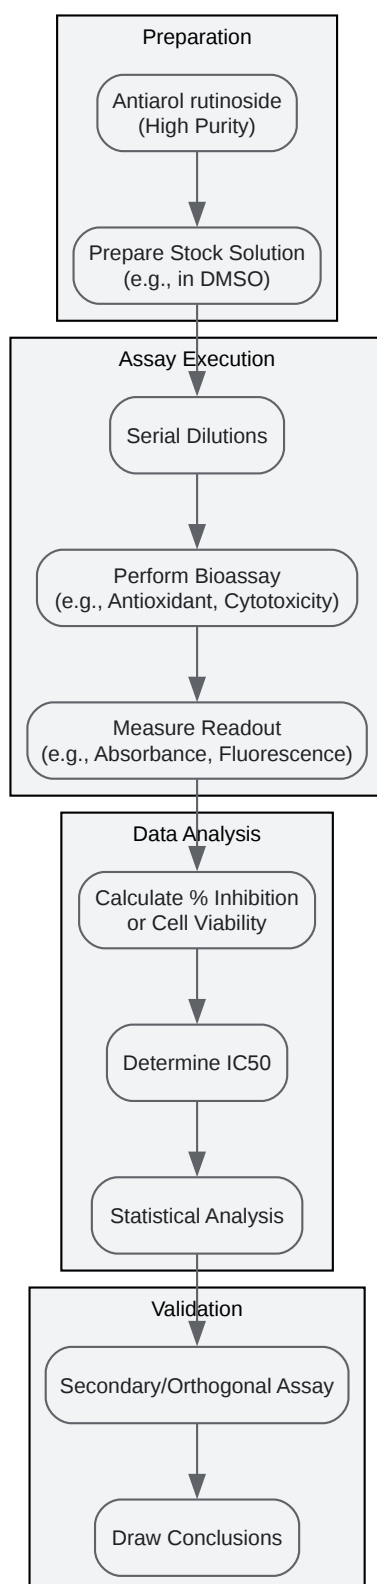 Preparation
Antiarol rutinoside
(High Purity)
Prepare Stock Solution
(e.g., in DMSO)
Assay Execution
Serial Dilutions
Perform Bioassay
(e.g., Antioxidant, Cytotoxicity)
Measure Readout
(e.g., Absorbance, Fluorescence)
Data Analysis
Calculate % Inhibition
or Cell Viability
Determine IC50
Statistical Analysis
Validation
Secondary/Orthogonal Assay
Draw Conclusions